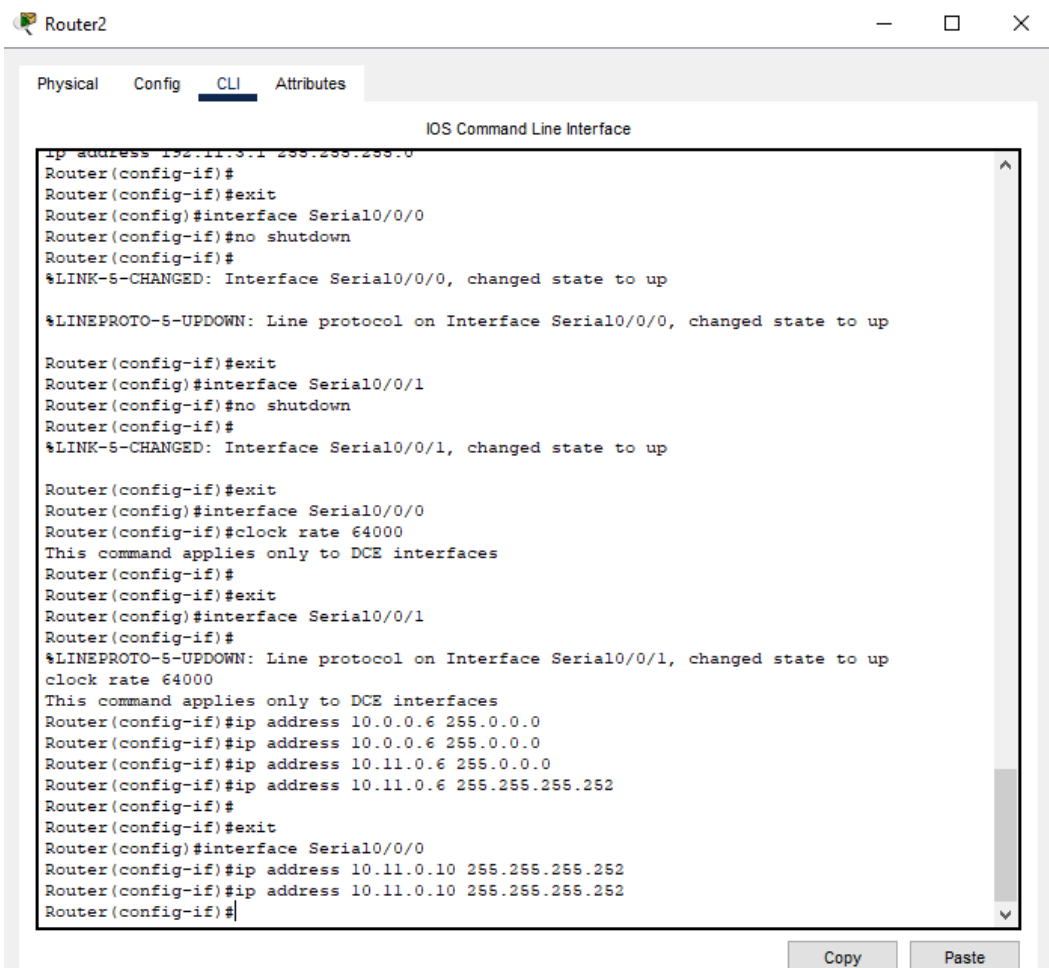 Router2
Physical Config CLI Attributes
IOS Command Line Interface
ip address 192.11.3.1 255.255.255.0
Router(config-if)#
Router(config-if)#exit
Router(config)#interface Serial0/0/0
Router(config-if)#no shutdown
Router(config-if)#
%LINK-5-CHANGED: Interface Serial0/0/0, changed state to up
%LINEPROTO-5-UPDOWN: Line protocol on Interface Serial0/0/0, changed state to up
Router(config-if)#exit
Router(config)#interface Serial0/0/1
Router(config-if)#no shutdown
Router(config-if)#
%LINK-5-CHANGED: Interface Serial0/0/1, changed state to up
Router(config-if)#exit
Router(config)#interface Serial0/0/0
Router(config-if)#clock rate 64000
This command applies only to DCE interfaces
Router(config-if)#
Router(config-if)#exit
Router(config)#interface Serial0/0/1
Router(config-if)#
%LINEPROTO-5-UPDOWN: Line protocol on Interface Serial0/0/1, changed state to up
clock rate 64000
This command applies only to DCE interfaces
Router(config-if)#ip address 10.0.0.6 255.0.0.0
Router(config-if)#ip address 10.0.0.6 255.0.0.0
Router(config-if)#ip address 10.11.0.6 255.0.0.0
Router(config-if)#ip address 10.11.0.6 255.255.255.252
Router(config-if)#
Router(config-if)#exit
Router(config)#interface Serial0/0/0
Router(config-if)#ip address 10.11.0.10 255.255.255.252
Router(config-if)#ip address 10.11.0.10 255.255.255.252
Router(config-if)#
Copy Paste